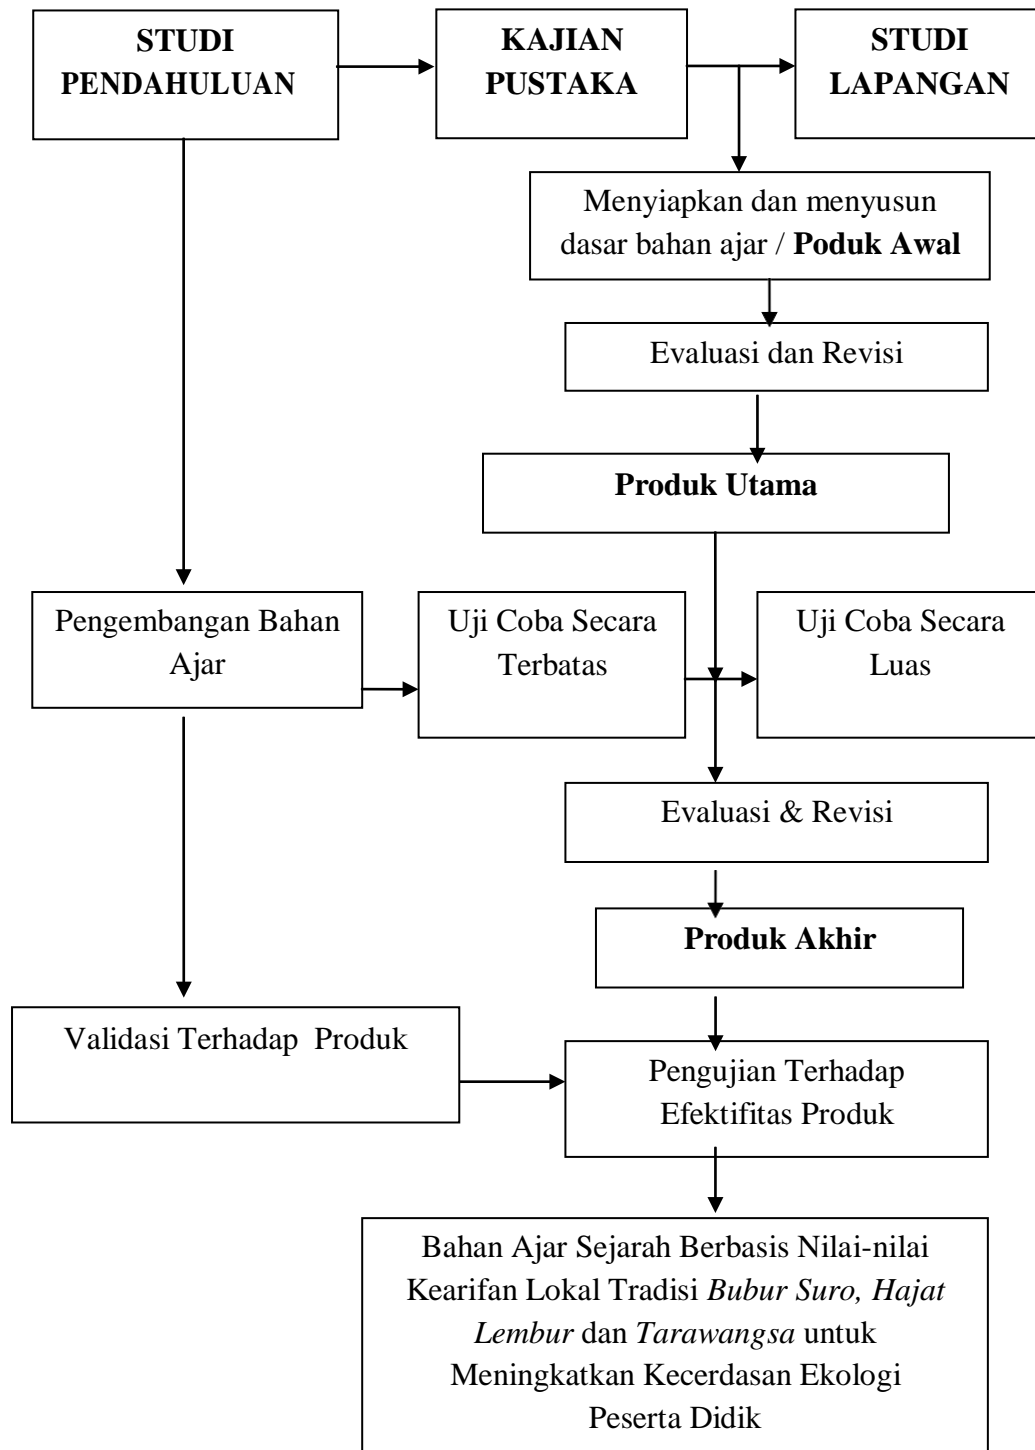 STUDI
PENDAHULUAN
KAJIAN
PUSTAKA
STUDI
LAPANGAN
Menyiapkan dan menyusun
dasar bahan ajar / Poduk Awal
Evaluasi dan Revisi
Produk Utama
Pengembangan Bahan
Ajar
Uji Coba Secara
Terbatas
Uji Coba Secara
Luas
Evaluasi & Revisi
Produk Akhir
Validasi Terhadap Produk
Pengujian Terhadap
Efektifitas Produk
Bahan Ajar Sejarah Berbasis Nilai-nilai
Kearifan Lokal Tradisi Bubur Suro, Hajat
Lembur dan Tarawangsa untuk
Meningkatkan Kecerdasan Ekologi
Peserta Didik